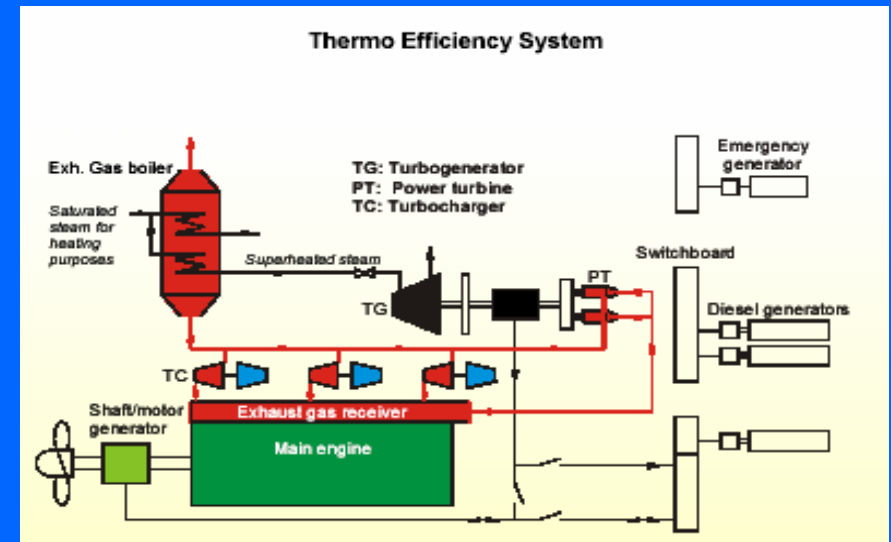 Thermo Efficiency System
Exh. Gas boiler
TG: Turbogenerator
PT: Power turbine
TC: Turbocharger
Emergency
generator
Saturated
steam for
heating
purposes
Superheated steam
Switchboard
PT
TG
Diesel generators
TC
Shaft/motor
generator
Exhaust gas receiver
Main engine